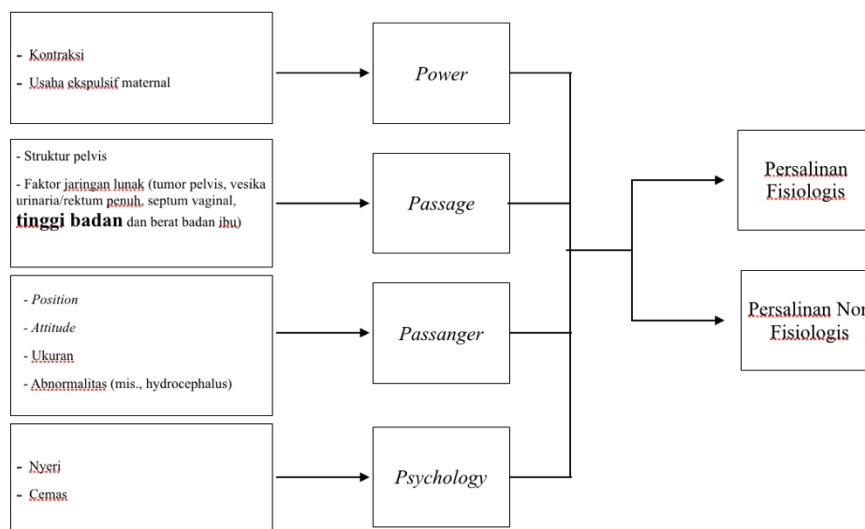 - Kontraksi
- Usaha ekspulsif maternal
Power
- Struktur pelvis
- Faktor jaringan lunak (tumor pelvis, vesika
urinaria/rektum penuh, septum vaginal,
tinggi badan dan berat badan ibu)
Passage
- Position
- Attitude
- Ukuran
- Abnormalitas (mis., hydrocephalus)
Passanger
- Nyeri
- Cemas
Psychology
Persalinan
Fisiologis
Persalinan Non
Fisiologis